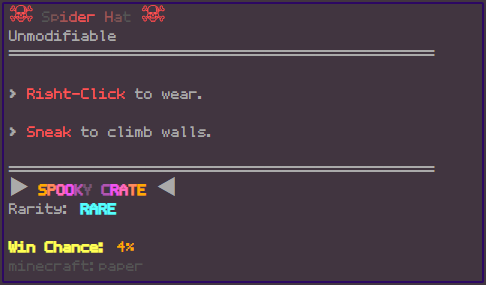 ☠ Spider Hat ☠
Unmodifiable
> Right-Click to wear.
> Sneak to climb walls.
▶ SPOOKY CRATE ◀
Rarity: RARE
Win Chance: 4%
minecraft:paper